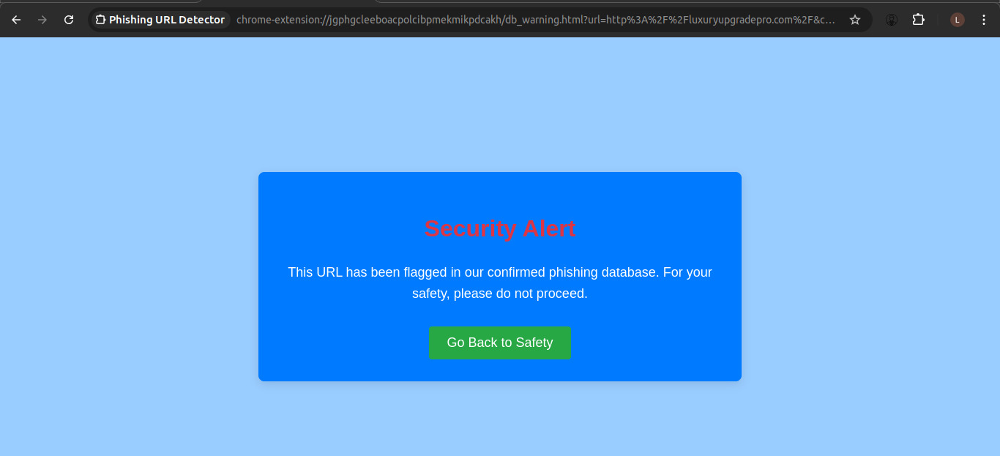 Phishing URL Detector chrome-extension://jgphgcleeboacpolcibpmekmikpdcakh/db_warning.html?url=http%3A%2F%2Fluxuryupgradepro.com%2F&c... L
Security Alert
This URL has been flagged in our confirmed phishing database. For your
safety, please do not proceed.
Go Back to Safety